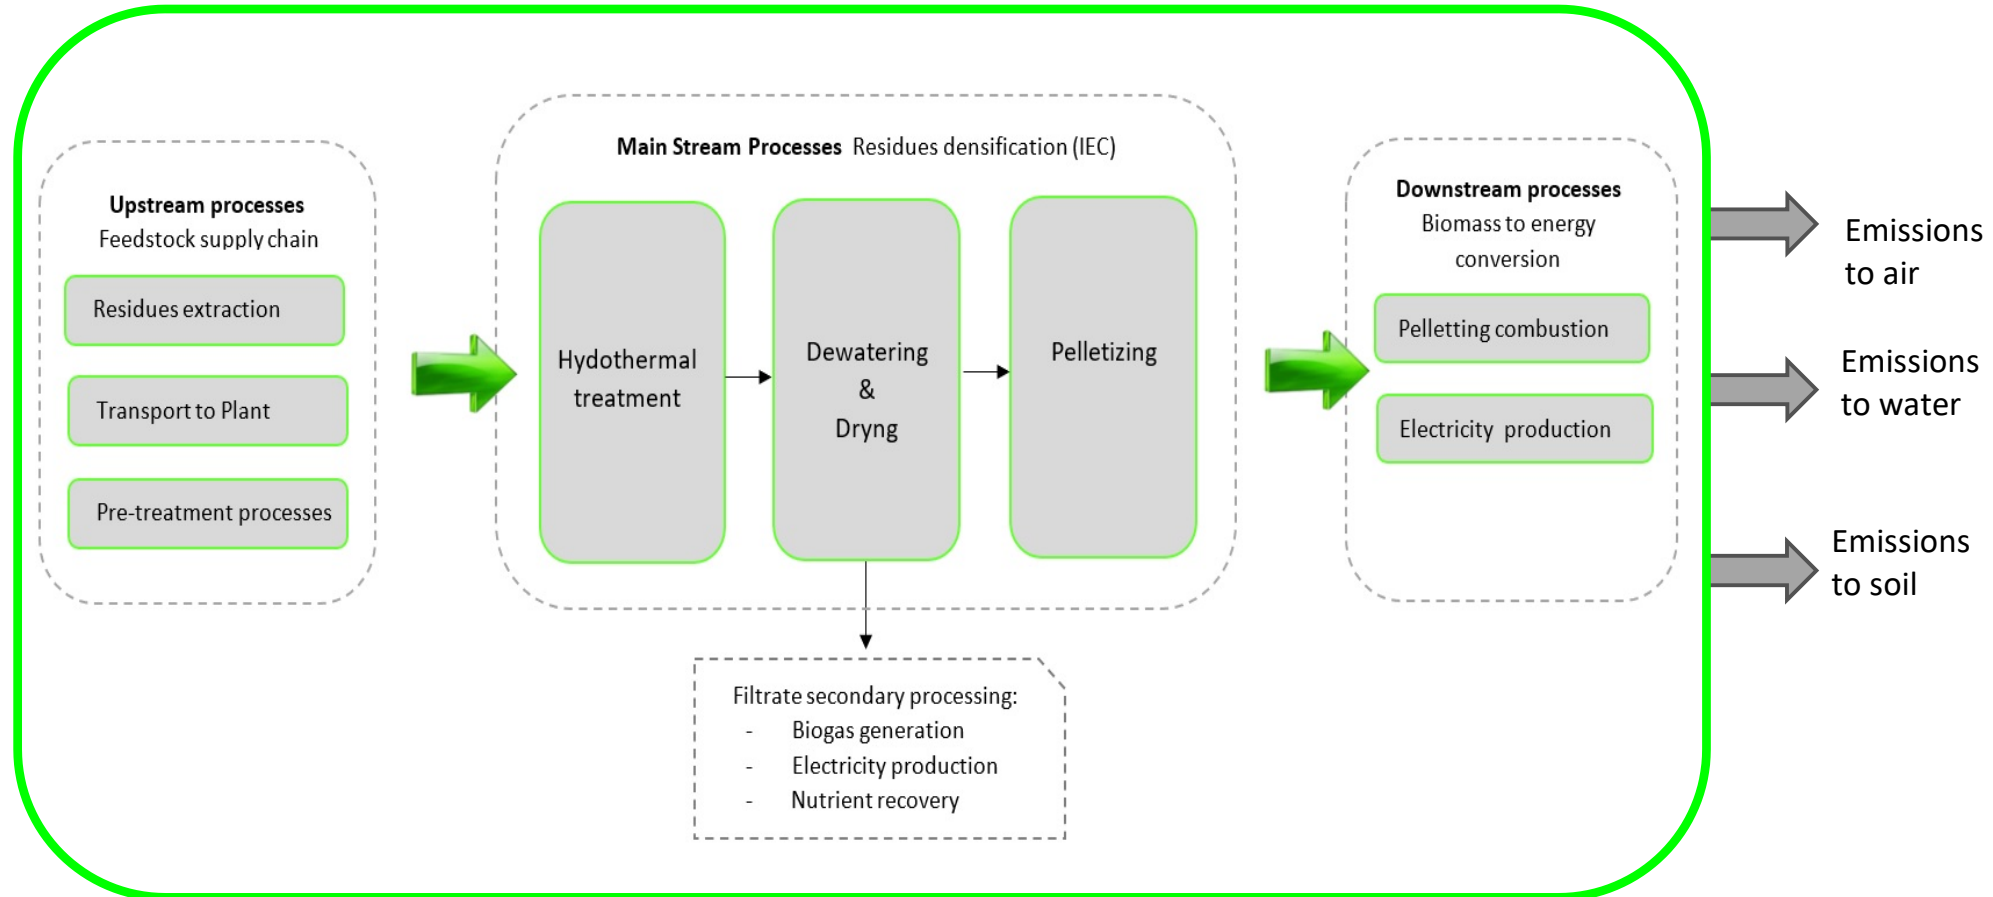 Upstream processes
Feedstock supply chain
Residues extraction
Transport to Plant
Pre-treatment processes
Main Stream Processes Residues densification (IEC)
Hydothermal
treatment
Dewatering
&
Dryng
Pelletizing
Filtrate secondary processing:
- Biogas generation
- Electricity production
- Nutrient recovery
Downstream processes
Biomass to energy
conversion
Pelletting combustion
Electricity production
Emissions
to air
Emissions
to water
Emissions
to soil